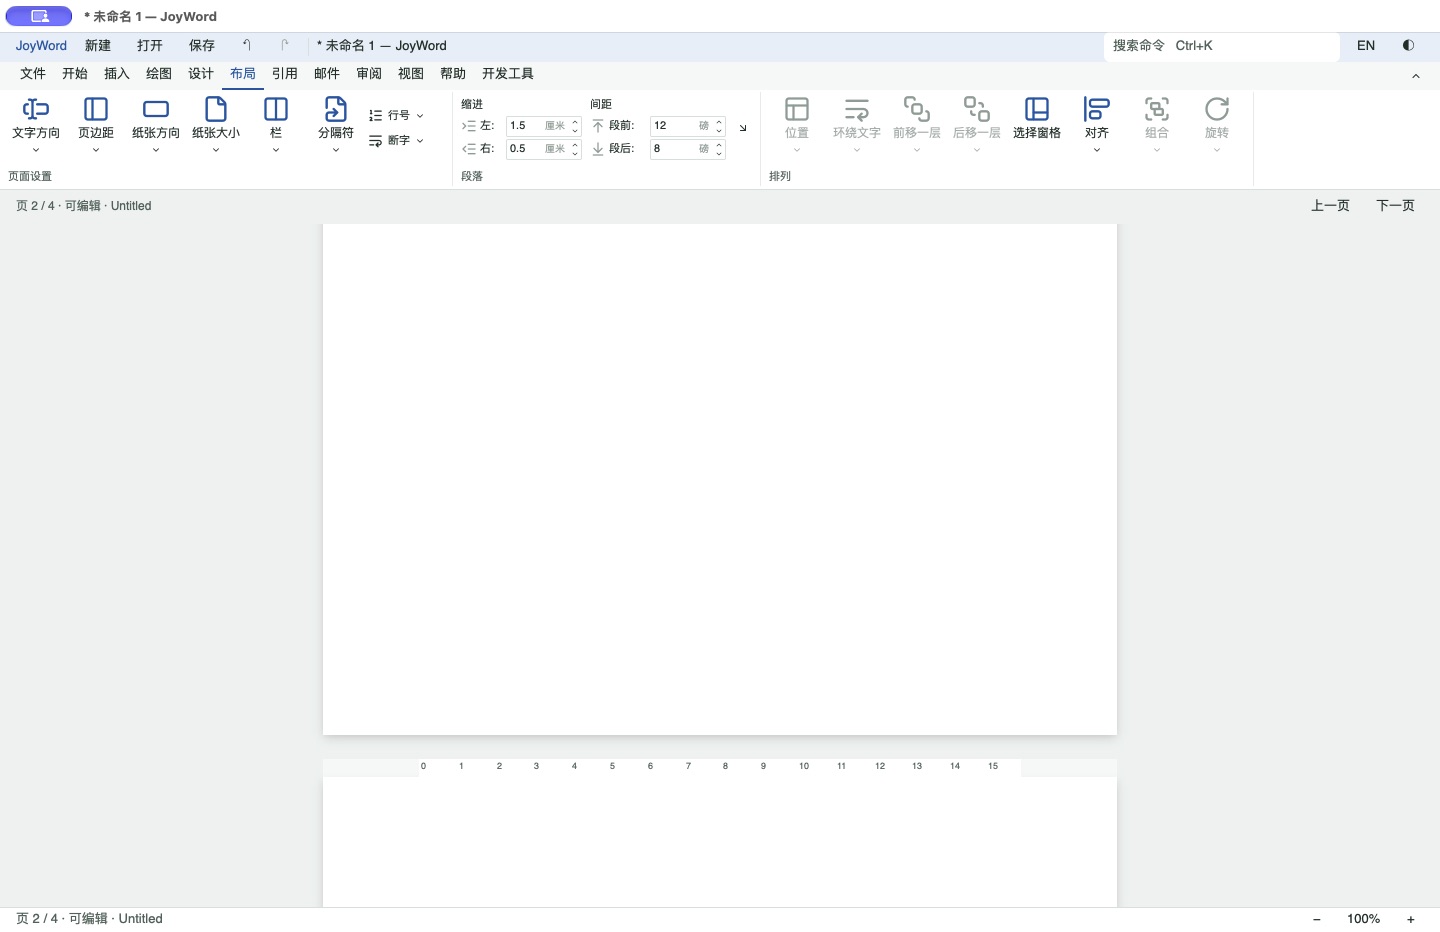 * 未命名 1 — JoyWord
JoyWord 新建 打开 保存 * 未命名 1 — JoyWord 搜索命令 Ctrl+K EN
文件 开始 插入 绘图 设计 布局 引用 邮件 审阅 视图 帮助 开发工具
文字方向 页边距 纸张方向 纸张大小 栏 分隔符
行号
断字
页面设置
缩进 间距
左: 1.5 厘米 段前: 12 磅
右: 0.5 厘米 段后: 8 磅
段落
位置 环绕文字 前移一层 后移一层 选择窗格 对齐 组合 旋转
排列
页 2 / 4 · 可编辑 · Untitled 上一页 下一页
0 1 2 3 4 5 6 7 8 9 10 11 12 13 14 15
页 2 / 4 · 可编辑 · Untitled − 100% +